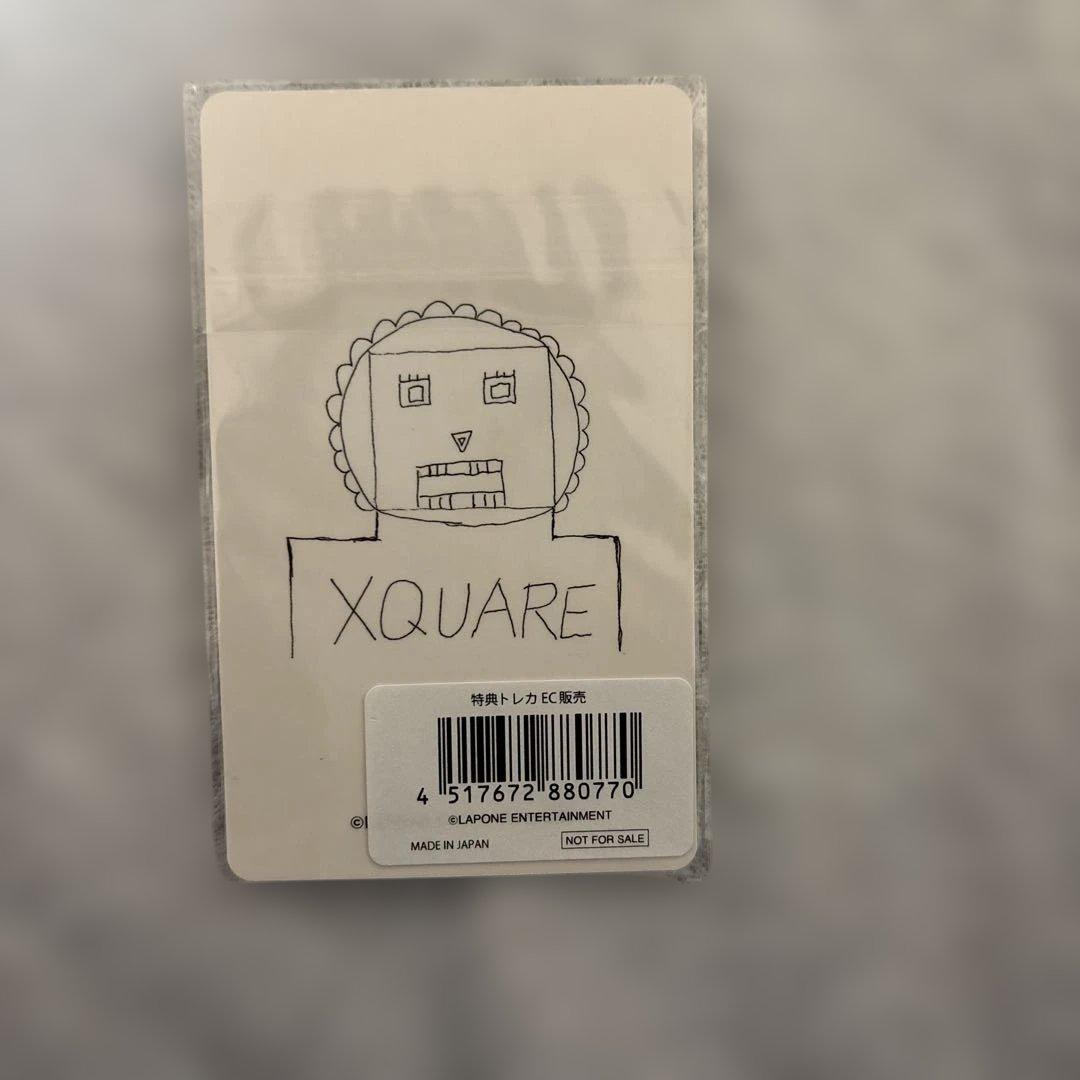 XQUARE
特典トレカ EC販売
4 517672 880770
©LAPONE ENTERTAINMENT
MADE IN JAPAN
NOT FOR SALE